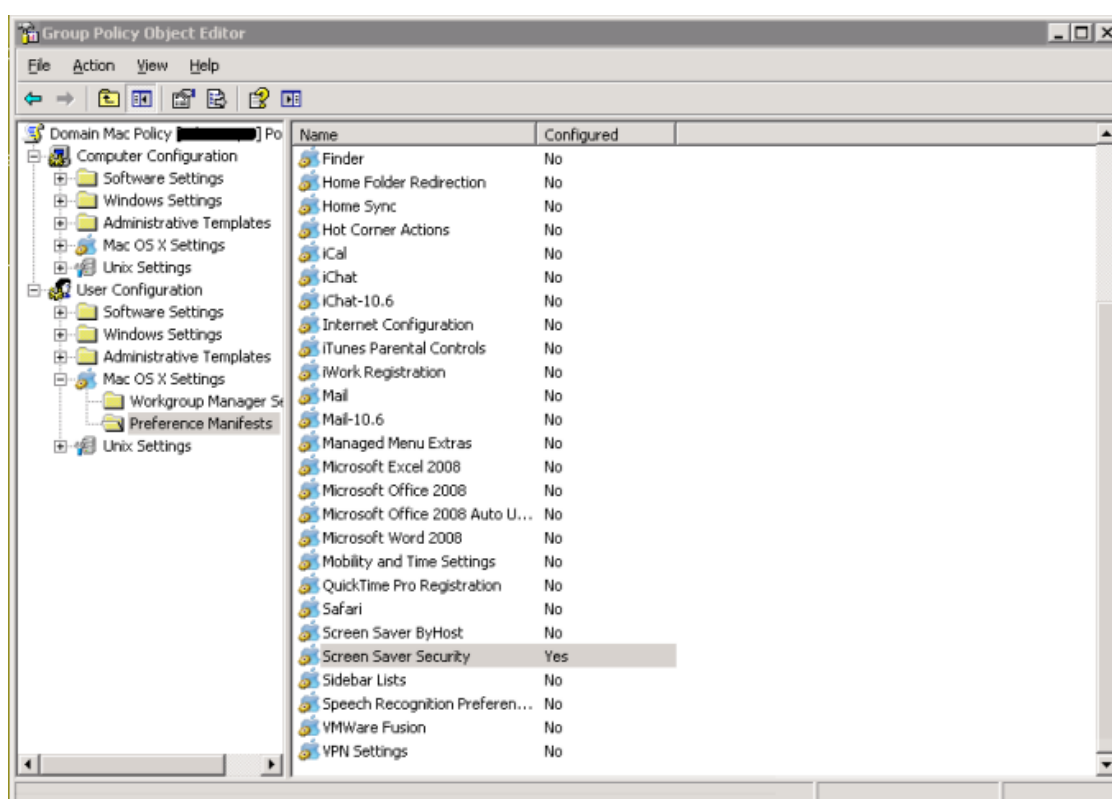 Group Policy Object Editor
File Action View Help
Domain Mac Policy [ ] Po
Computer Configuration
Software Settings
Windows Settings
Administrative Templates
Mac OS X Settings
Unix Settings
User Configuration
Software Settings
Windows Settings
Administrative Templates
Mac OS X Settings
Workgroup Manager Se
Preference Manifests
Unix Settings
Name Configured
Finder No
Home Folder Redirection No
Home Sync No
Hot Corner Actions No
iCal No
iChat No
iChat-10.6 No
Internet Configuration No
iTunes Parental Controls No
iWork Registration No
Mail No
Mail-10.6 No
Managed Menu Extras No
Microsoft Excel 2008 No
Microsoft Office 2008 No
Microsoft Office 2008 Auto U... No
Microsoft Word 2008 No
Mobility and Time Settings No
QuickTime Pro Registration No
Safari No
Screen Saver ByHost No
Screen Saver Security Yes
Sidebar Lists No
Speech Recognition Preferen... No
VMWare Fusion No
VPN Settings No